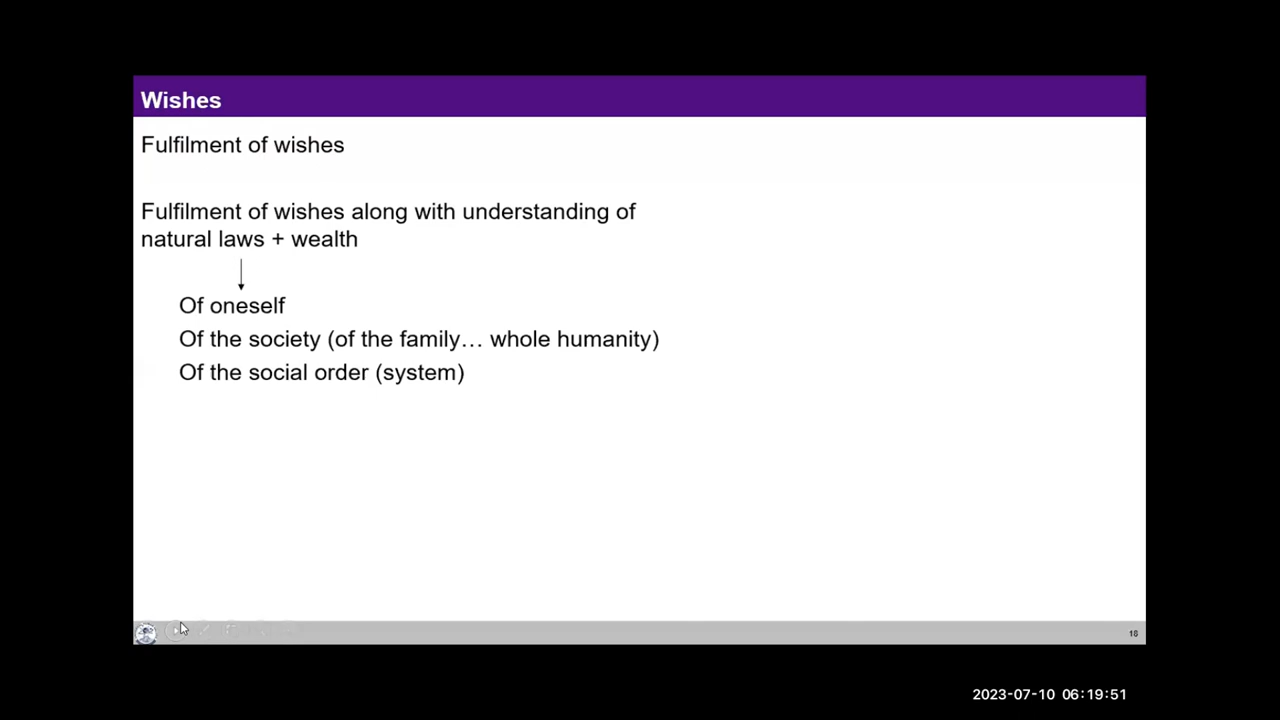 Wishes
Fulfilment of wishes
Fulfilment of wishes along with understanding of
natural laws + wealth
Of oneself
Of the society (of the family… whole humanity)
Of the social order (system)
18
2023-07-10 06:19:51